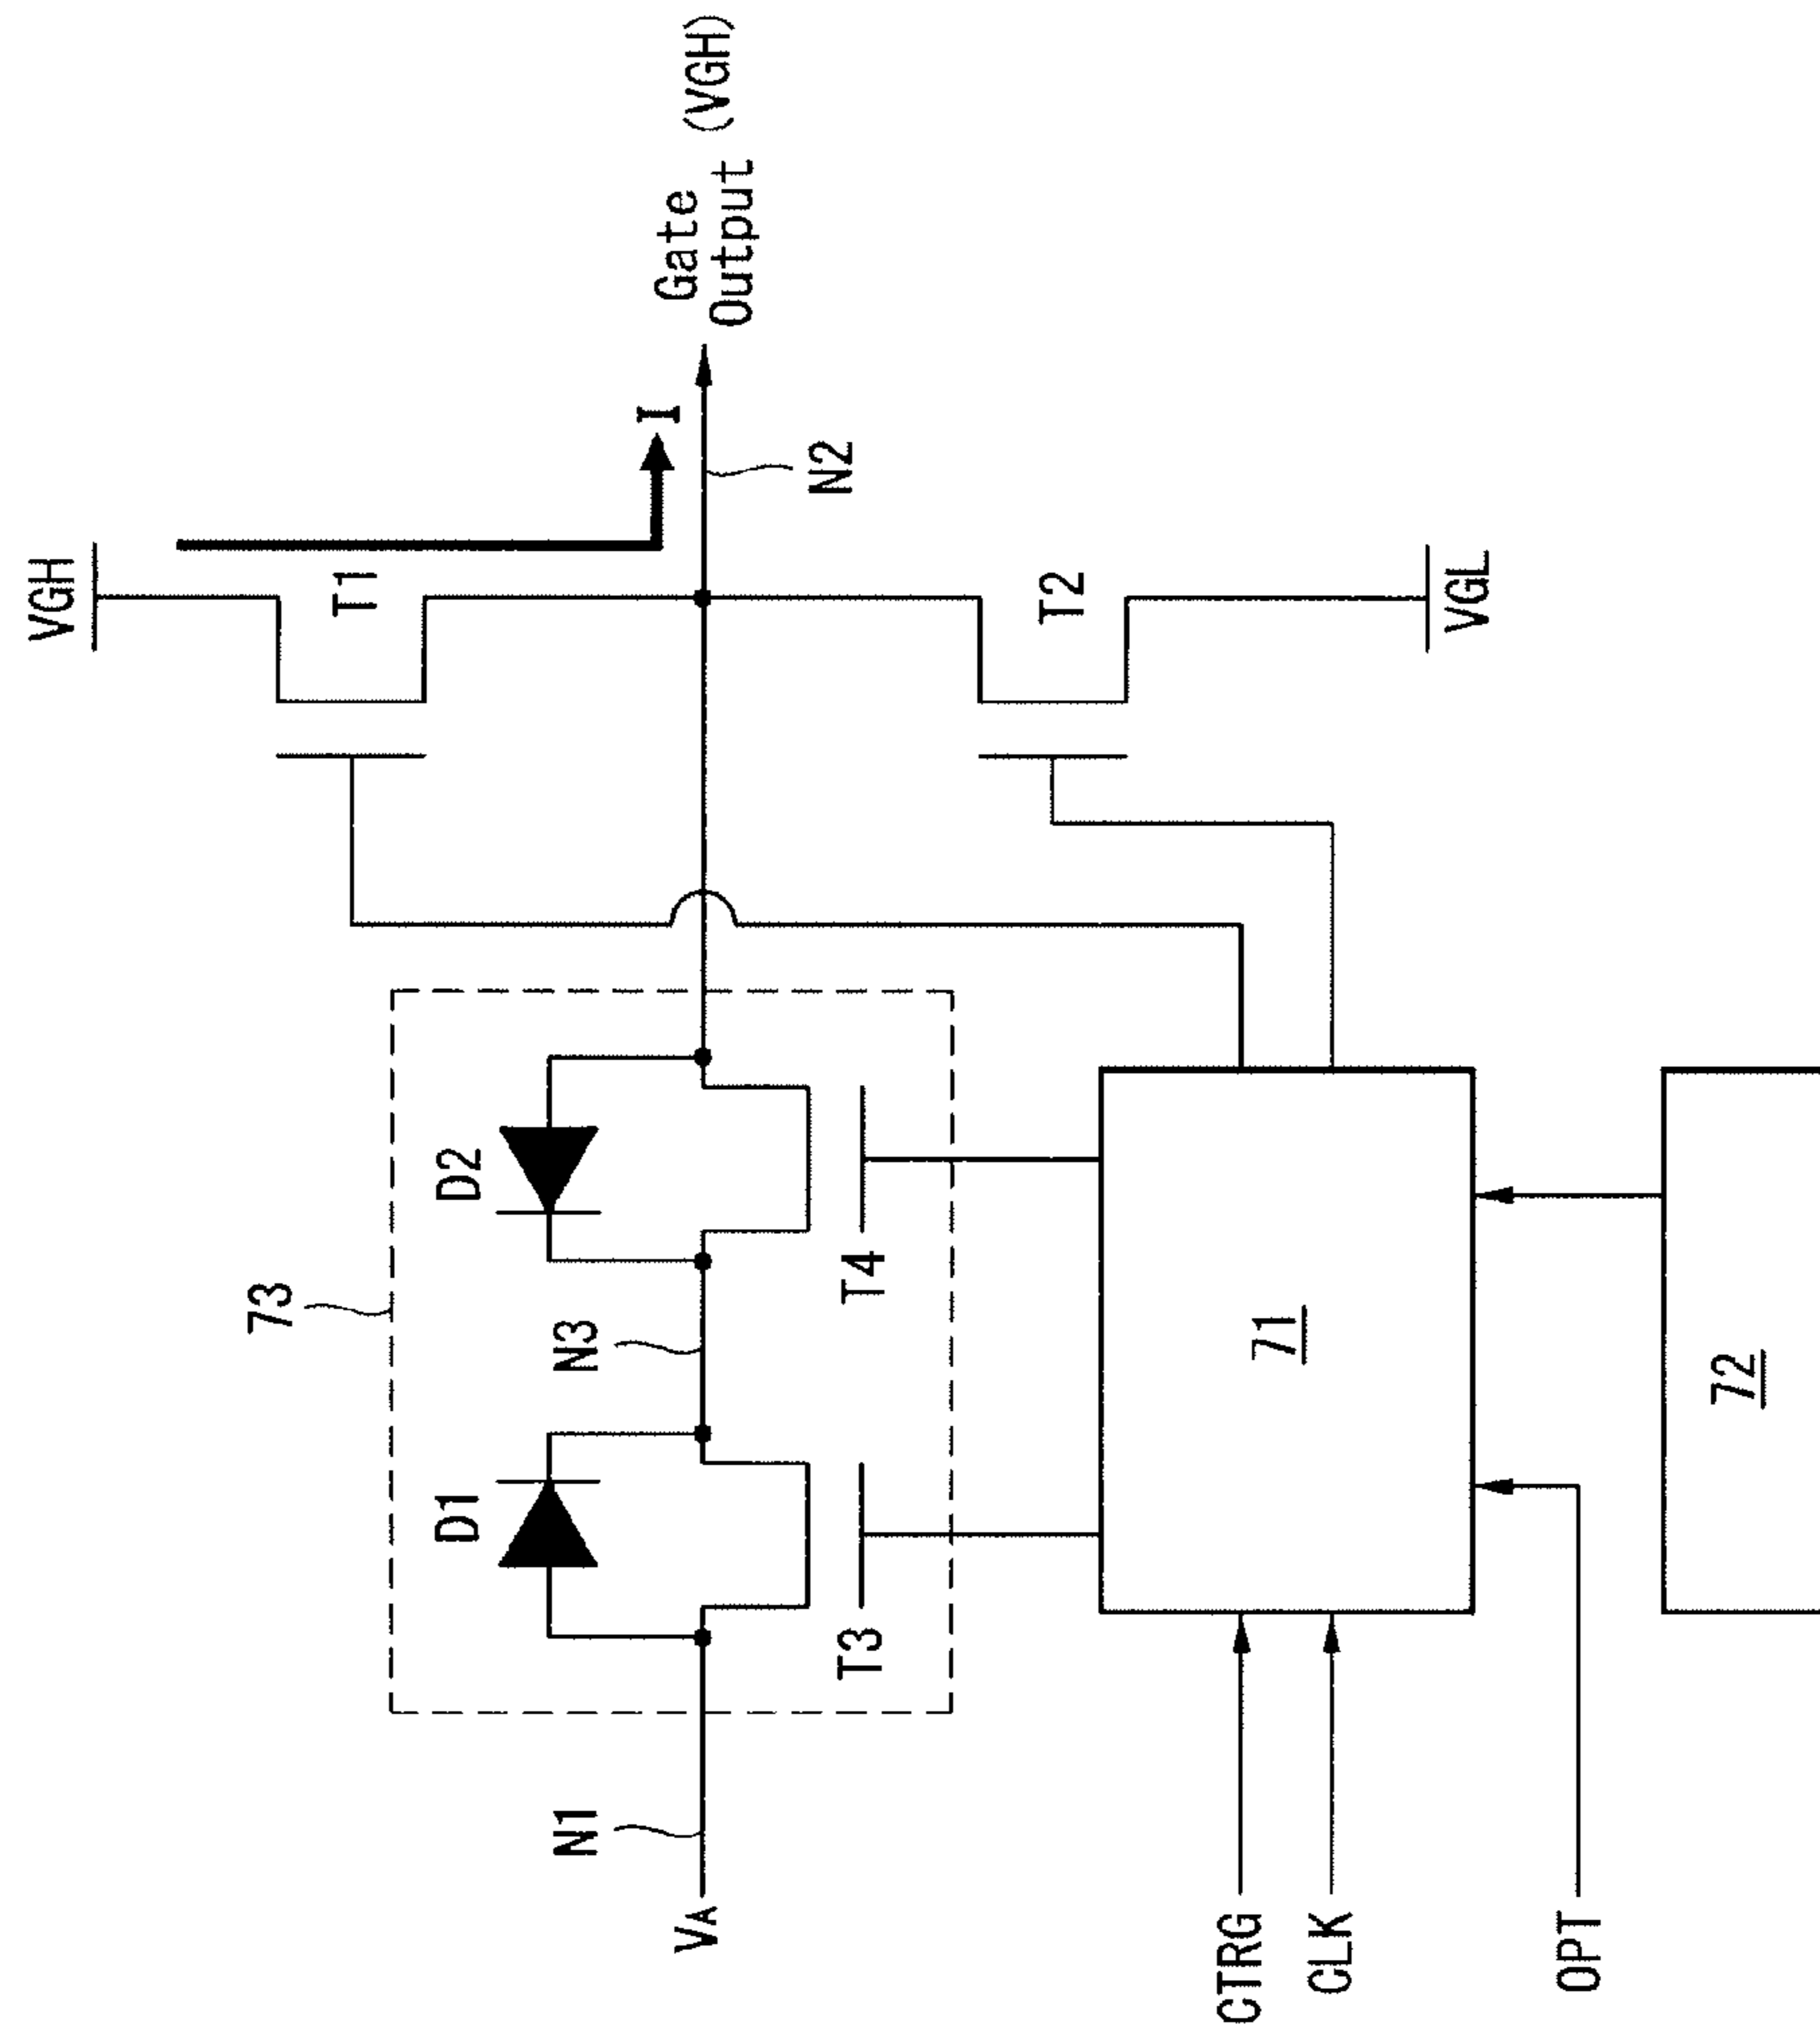 VGH
T1
I
Gate
Output (VGH)
N2
T2
VGL
73
D1
D2
N3
N1
VA
T3
T4
71
72
CTRG
CLK
OPT